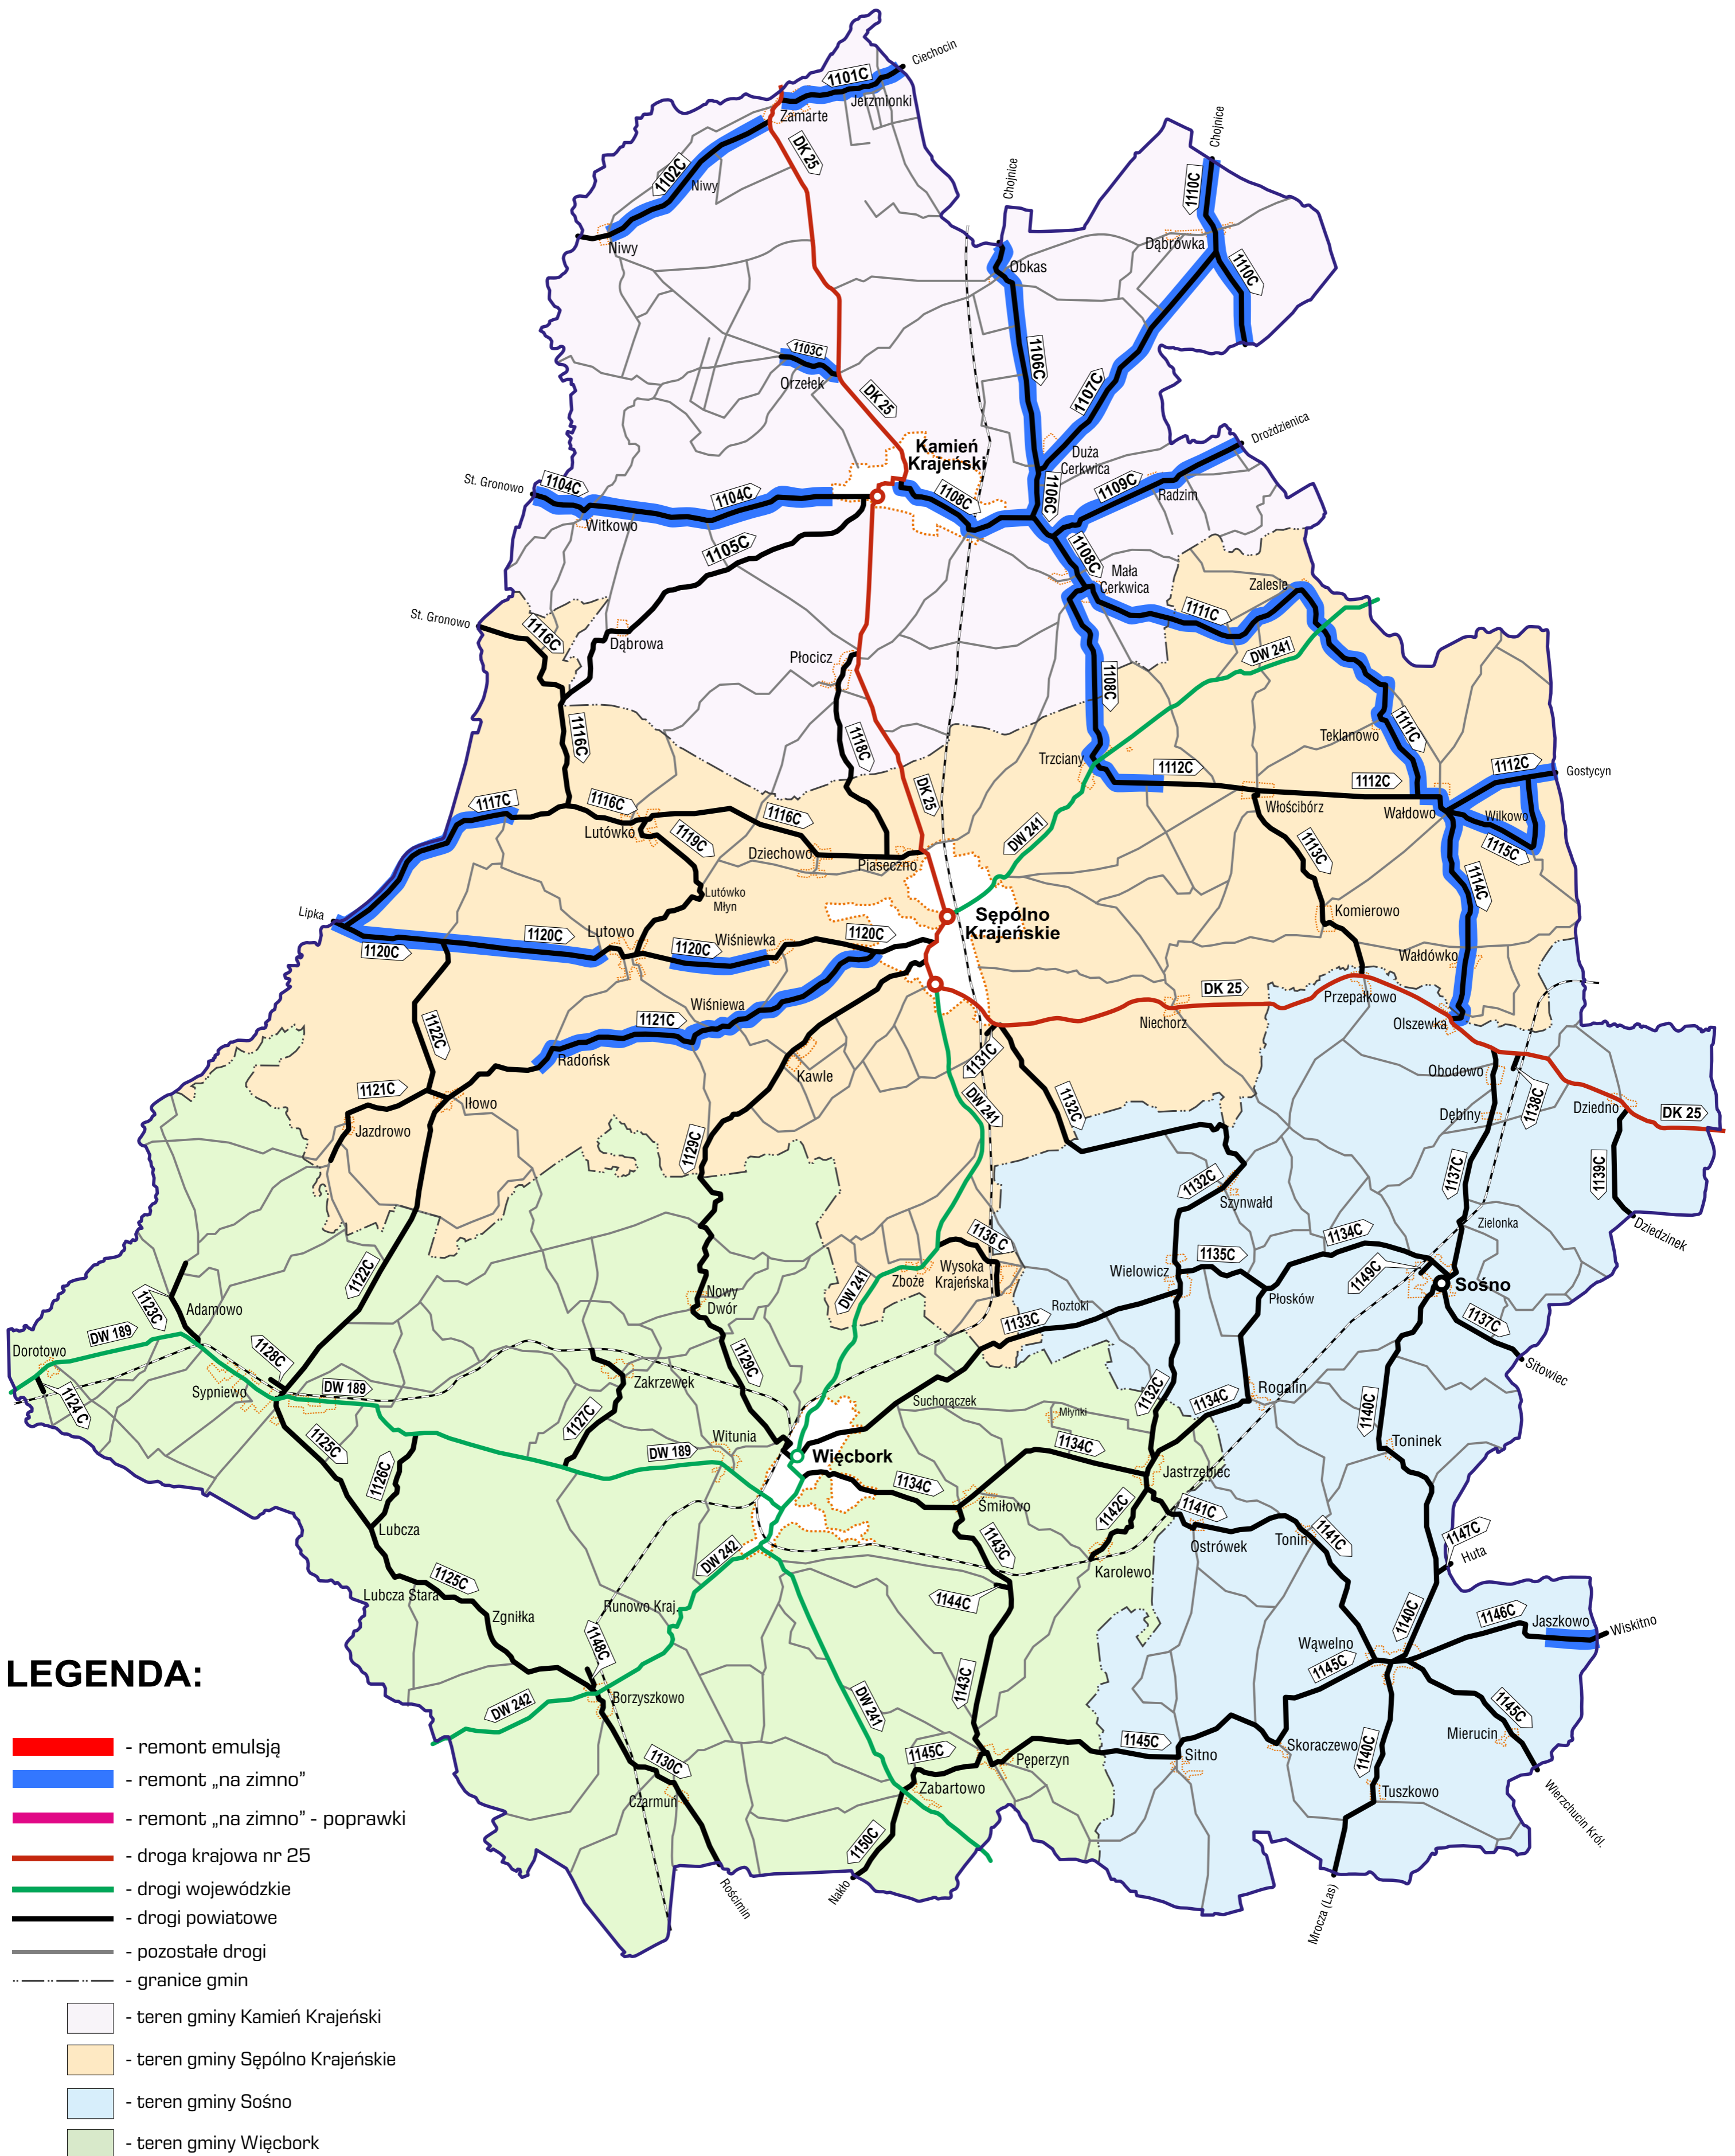 Ciechocin
1101C
Jerzmionki
Zamarte
DK 25
1102C
Niwy
Niwy
Chojnice
Chojnice
1110C
Dąbrówka
1110C
Obkas
1103C
Orzełek
DK 25
1106C
1107C
Kamień
Krajeński
Duża
Cerkwica
Drożdzienica
St. Gronowo
1104C
1104C
Witkowo
1108C
1106C
1109C
Radzim
1105C
1108C
Mała
Cerkwica
Zalesie
1111C
St. Gronowo
1116C
Dąbrowa
Płocicz
DW 241
1108C
1116C
1118C
Teklanowo
1111C
Trzciany
1112C
1112C
1112C
Gostycyn
DK 25
1117C
1116C
Lutówko
1116C
Włościbórz
Wałdowo
Wilkowo
1119C
Dziechowo
Piaseczno
DW 241
1113C
1115C
1114C
Lutówko
Młyn
Lipka
Sępólno
Krajeńskie
Komierowo
1120C
1120C
Lutowo
1120C
Wiśniewka
1120C
Wałdówko
Wiśniewa
DK 25
Przepałkowo
Niechorz
Olszewka
1122C
1121C
Radońsk
Kawle
1131C
Obodowo
1138C
Dziedno
DK 25
1121C
Iłowo
Jazdrowo
DW 241
1132C
Dębiny
1129C
1137C
1139C
1132C
Szynwałd
Zielonka
Dziedzinek
1136 C
1134C
1122C
Wysoka
Krajeńska
Zboże
DW 241
Wielowicz
1135C
1149C
Sośno
Płosków
1123C
Adamowo
Nowy
Dwór
Roztoki
1133C
1137C
Dorotowo
DW 189
1128C
Sypniewo
DW 189
1129C
Zakrzewek
Sitowiec
1124 C
1127C
Suchorączek
Młynki
1132C
1134C
Rogalin
1140C
1125C
1126C
Witunia
DW 189
Więcbork
1134C
Toninek
1134C
Jastrzębiec
Śmiłowo
1142C
1141C
Lubcza
Ostrówek
Tonin
1141C
1147C
Huta
DW 242
1143C
Karolewo
1125C
Lubcza Stara
1144C
Zgniłka
Runowo Kraj.
1140C
1146C
Jaszkowo
Wiskitno
1148C
Wąwelno
1145C
1143C
DW 242
Borzyszkowo
DW 241
1145C
Mierucin
1145C
1145C
Pęperzyn
Sitno
Skoraczewo
1140C
1130C
Czarmuń
Zabartowo
Tuszkowo
Wierzchucin Król.
1150C
Nakło
Rościmin
Mrocza (Las)
LEGENDA:
- remont emulsją
- remont „na zimno”
- remont „na zimno” - poprawki
- droga krajowa nr 25
- drogi wojewódzkie
- drogi powiatowe
- pozostałe drogi
- granice gmin
- teren gminy Kamień Krajeński
- teren gminy Sępólno Krajeńskie
- teren gminy Sośno
- teren gminy Więcbork